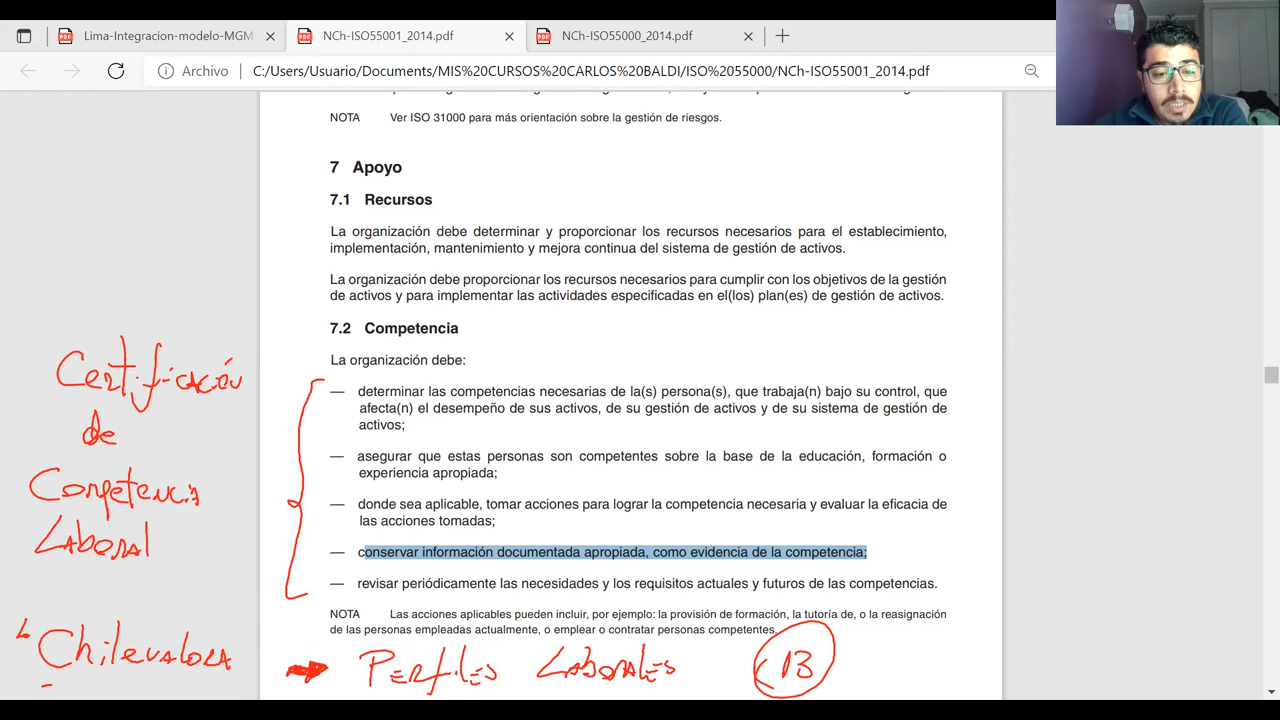 Lima-Integracion-modelo-MGM
NCh-ISO55001_2014.pdf
NCh-ISO55000_2014.pdf
Archivo
C:/Users/Usuario/Documents/MIS%20CURSOS%20CARLOS%20BALDI/ISO%2055000/NCh-ISO55001_2014.pdf
NOTA Ver ISO 31000 para más orientación sobre la gestión de riesgos.
7 Apoyo
7.1 Recursos
La organización debe determinar y proporcionar los recursos necesarios para el establecimiento,
implementación, mantenimiento y mejora continua del sistema de gestión de activos.
La organización debe proporcionar los recursos necesarios para cumplir con los objetivos de la gestión
de activos y para implementar las actividades especificadas en el(los) plan(es) de gestión de activos.
7.2 Competencia
La organización debe:
— determinar las competencias necesarias de la(s) persona(s), que trabaja(n) bajo su control, que
afecta(n) el desempeño de sus activos, de su gestión de activos y de su sistema de gestión de
activos;
— asegurar que estas personas son competentes sobre la base de la educación, formación o
experiencia apropiada;
— donde sea aplicable, tomar acciones para lograr la competencia necesaria y evaluar la eficacia de
las acciones tomadas;
— conservar información documentada apropiada, como evidencia de la competencia;
— revisar periódicamente las necesidades y los requisitos actuales y futuros de las competencias.
NOTA Las acciones aplicables pueden incluir, por ejemplo: la provisión de formación, la tutoría de, o la reasignación
de las personas empleadas actualmente, o emplear o contratar personas competentes.
Certificación
de
Competencia
Laboral
Chilevalora
Perfiles Laborales